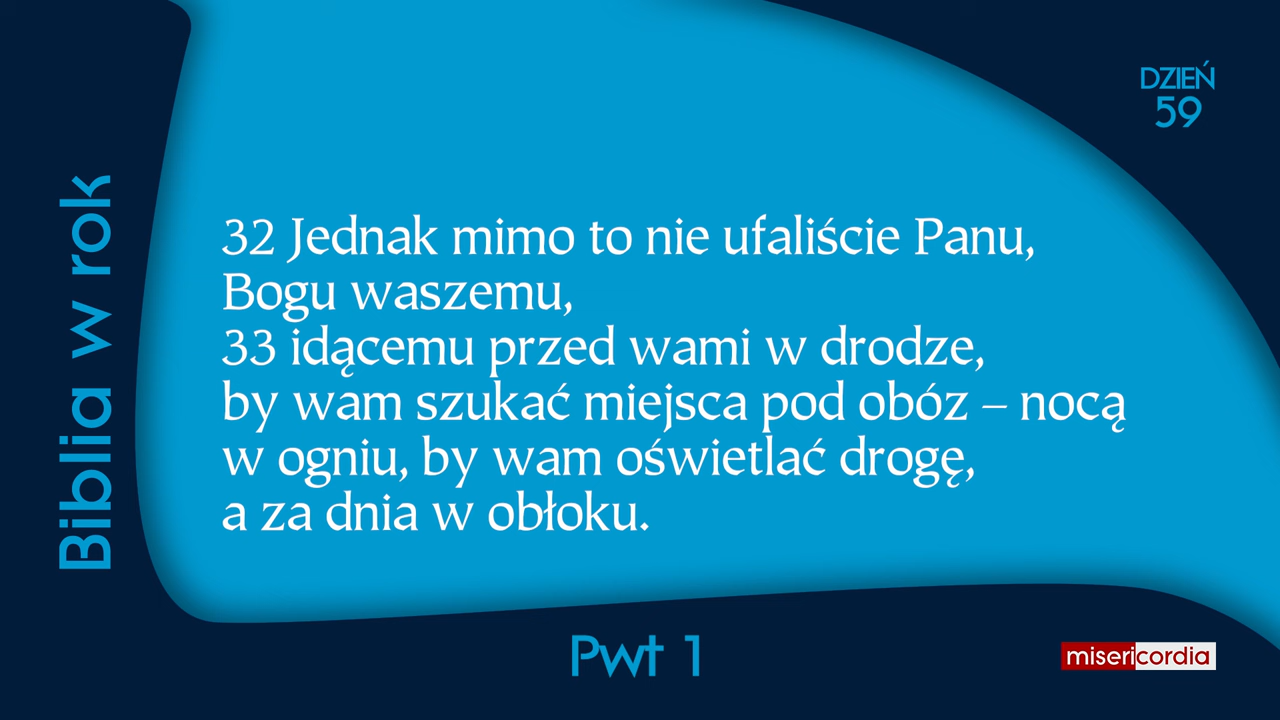 DZIEŃ
59
Biblia w rok
32 Jednak mimo to nie ufaliście Panu,
Bogu waszemu,
33 idącemu przed wami w drodze,
by wam szukać miejsca pod obóz – nocą
w ogniu, by wam oświetlać drogę,
a za dnia w obłoku.
Pwt 1
misericordia